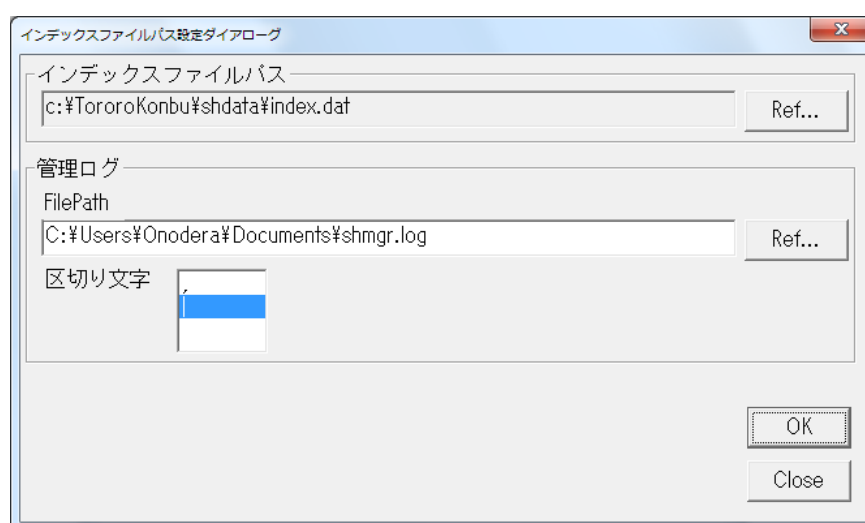 インデックスファイルパス設定ダイアローグ
インデックスファイルパス
c:¥TororoKonbu¥shdata¥index.dat
Ref...
管理ログ
FilePath
C:¥Users¥Onodera¥Documents¥shmgr.log
Ref...
区切り文字
,
OK
Close